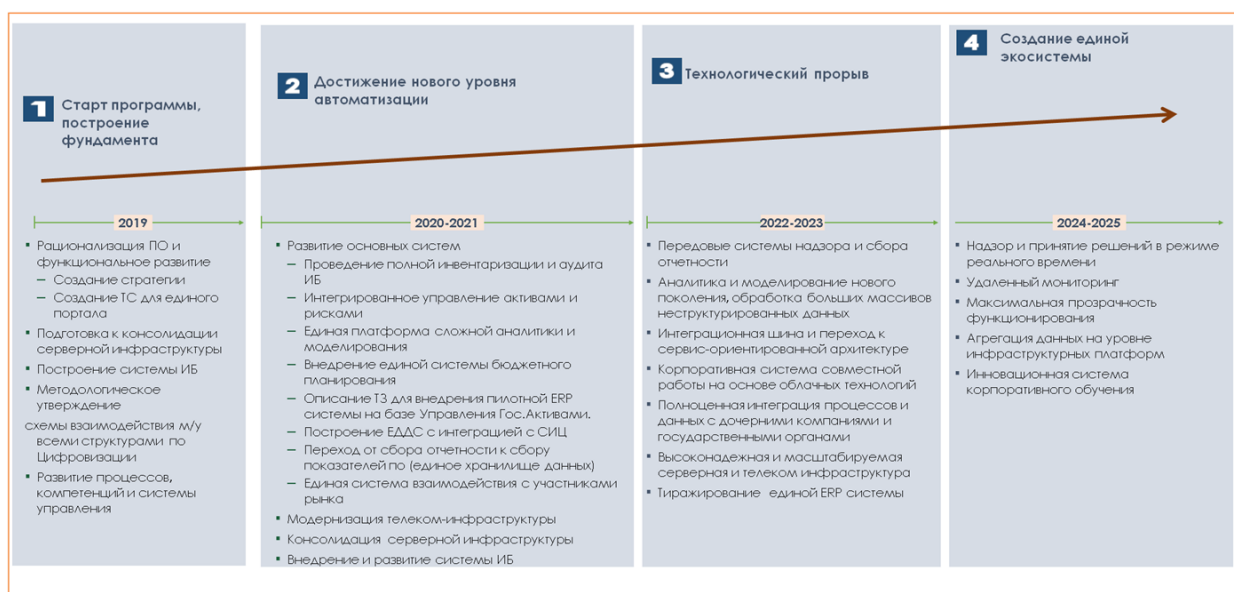 1
Старт программы,
построение
фундамента
2019
▪ Рационализация ПО и
функциональное развитие
– Создание стратегии
– Создание ТС для единого
портала
▪ Подготовка к консолидации
серверной инфраструктуры
▪ Построение системы ИБ
▪ Методологическое
утверждение
схемы взаимодействия м/у
всеми структурами по
Цифровизации
▪ Развитие процессов,
компетенций и системы
управления
2
Достижение нового уровня
автоматизации
2020-2021
▪ Развитие основных систем
– Проведение полной инвентаризации и аудита
ИБ
– Интегрированное управление активами и
рисками
– Единая платформа сложной аналитики и
моделирования
– Внедрение единой системы бюджетного
планирования
– Описание ТЗ для внедрения пилотной ERP
системы на базе Управления Гос.Активами.
– Построение ЕДДС с интеграцией с СИЦ
– Переход от сбора отчетности к сбору
показателей по (единое хранилище данных)
– Единая система взаимодействия с участниками
рынка
▪ Модернизация телеком-инфраструктуры
▪ Консолидация серверной инфраструктуры
▪ Внедрение и развитие системы ИБ
3
Технологический прорыв
2022-2023
▪ Передовые системы надзора и сбора
отчетности
▪ Аналитика и моделирование нового
поколения, обработка больших массивов
неструктурированных данных
▪ Интеграционная шина и переход к
сервис-ориентированной архитектуре
▪ Корпоративная система совместной
работы на основе облачных технологий
▪ Полноценная интеграция процессов и
данных с дочерними компаниями и
государственными органами
▪ Высоконадежная и масштабируемая
серверная и телеком инфраструктура
▪ Тиражирование единой ERP системы
4
Создание единой
экосистемы
2024-2025
▪ Надзор и принятие решений в режиме
реального времени
▪ Удаленный мониторинг
▪ Максимальная прозрачность
функционирования
▪ Агрегация данных на уровне
инфраструктурных платформ
▪ Инновационная система
корпоративного обучения